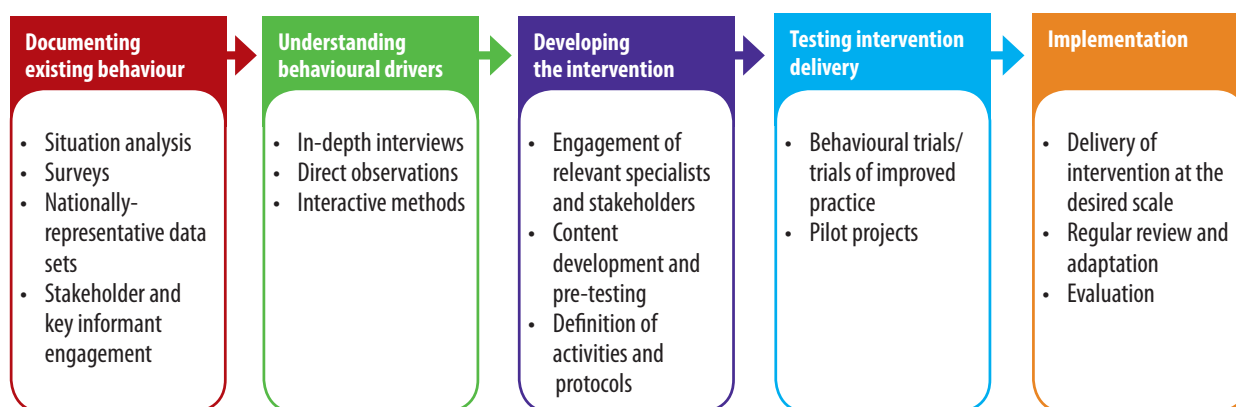 Documenting
existing behaviour
• Situation analysis
• Surveys
• Nationally-
representative data
sets
• Stakeholder and
key informant
engagement
Understanding
behavioural drivers
• In-depth interviews
• Direct observations
• Interactive methods
Developing
the intervention
• Engagement of
relevant specialists
and stakeholders
• Content
development and
pre-testing
• Definition of
activities and
protocols
Testing intervention
delivery
• Behavioural trials/
trials of improved
practice
• Pilot projects
Implementation
• Delivery of
intervention at the
desired scale
• Regular review and
adaptation
• Evaluation